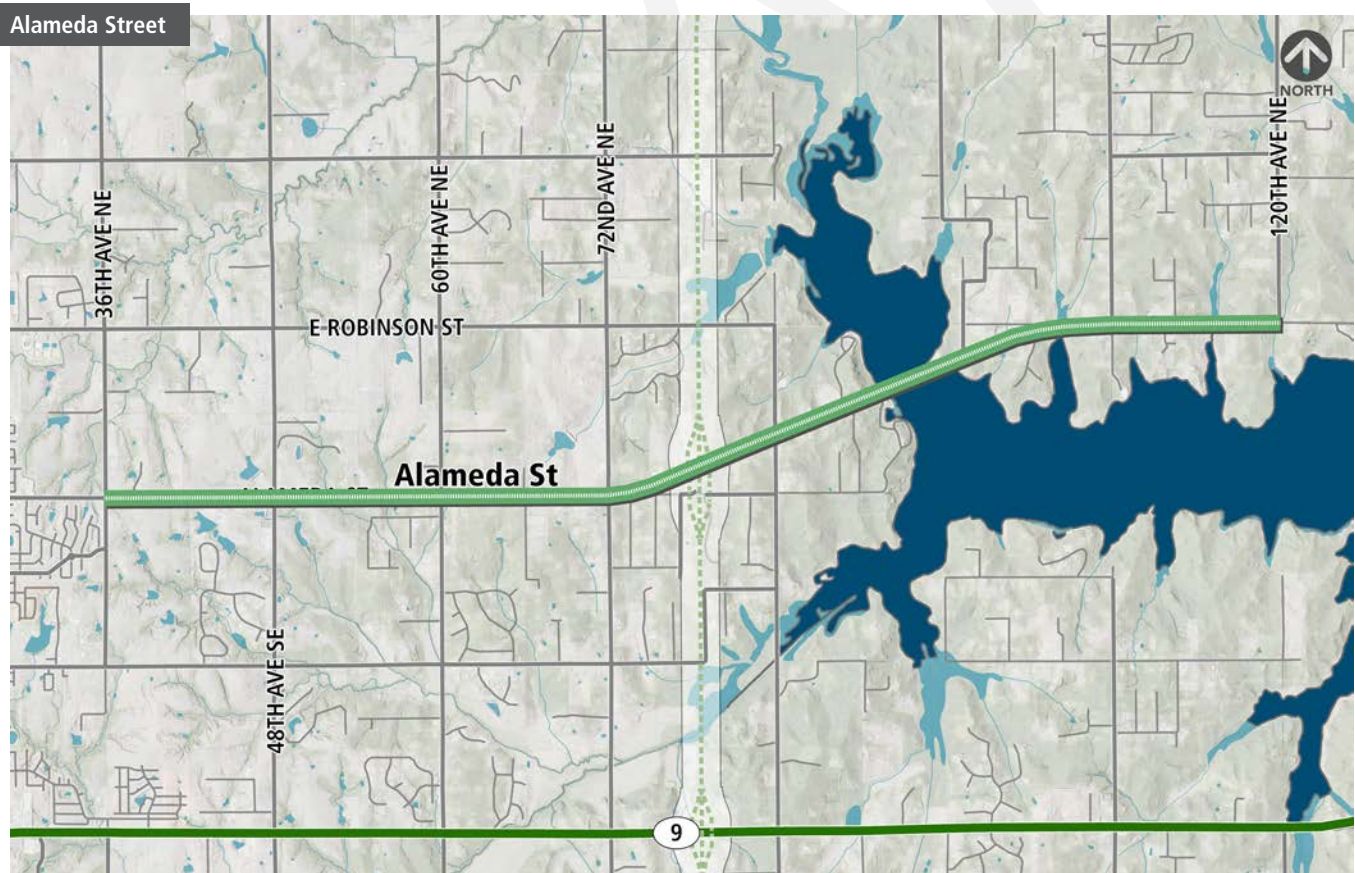 Alameda Street
NORTH
36TH AVE NE
60TH AVE NE
72ND AVE NE
120TH AVE NE
E ROBINSON ST
Alameda St
48TH AVE SE
9